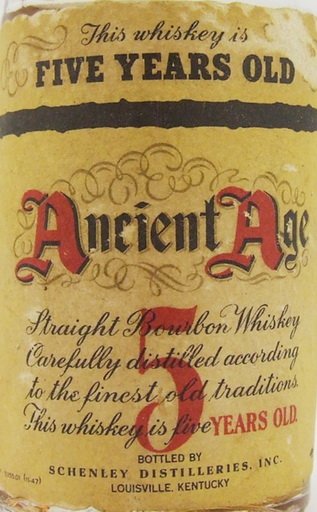 This whiskey is
FIVE YEARS OLD
Ancient Age
5
Straight Bourbon Whiskey
Carefully distilled according
to the finest old traditions.
This whiskey is five YEARS OLD.
BOTTLED BY
SCHENLEY DISTILLERIES, INC.
LOUISVILLE, KENTUCKY